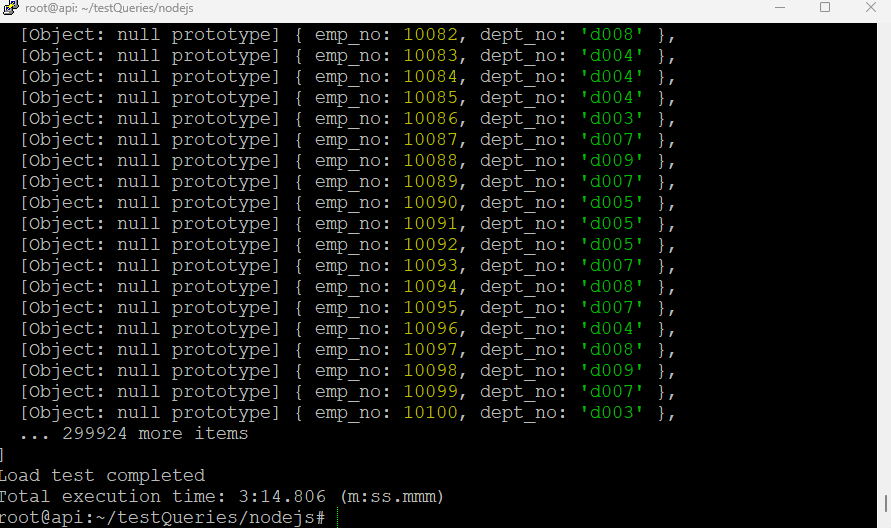 root@api: ~/testQueries/nodejs
[Object: null prototype] { emp_no: 10082, dept_no: 'd008' },
[Object: null prototype] { emp_no: 10083, dept_no: 'd004' },
[Object: null prototype] { emp_no: 10084, dept_no: 'd004' },
[Object: null prototype] { emp_no: 10085, dept_no: 'd004' },
[Object: null prototype] { emp_no: 10086, dept_no: 'd003' },
[Object: null prototype] { emp_no: 10087, dept_no: 'd007' },
[Object: null prototype] { emp_no: 10088, dept_no: 'd009' },
[Object: null prototype] { emp_no: 10089, dept_no: 'd007' },
[Object: null prototype] { emp_no: 10090, dept_no: 'd005' },
[Object: null prototype] { emp_no: 10091, dept_no: 'd005' },
[Object: null prototype] { emp_no: 10092, dept_no: 'd005' },
[Object: null prototype] { emp_no: 10093, dept_no: 'd007' },
[Object: null prototype] { emp_no: 10094, dept_no: 'd008' },
[Object: null prototype] { emp_no: 10095, dept_no: 'd007' },
[Object: null prototype] { emp_no: 10096, dept_no: 'd004' },
[Object: null prototype] { emp_no: 10097, dept_no: 'd008' },
[Object: null prototype] { emp_no: 10098, dept_no: 'd009' },
[Object: null prototype] { emp_no: 10099, dept_no: 'd007' },
[Object: null prototype] { emp_no: 10100, dept_no: 'd003' },
... 299924 more items
]
Load test completed
Total execution time: 3:14.806 (m:ss.mmm)
root@api:~/testQueries/nodejs#